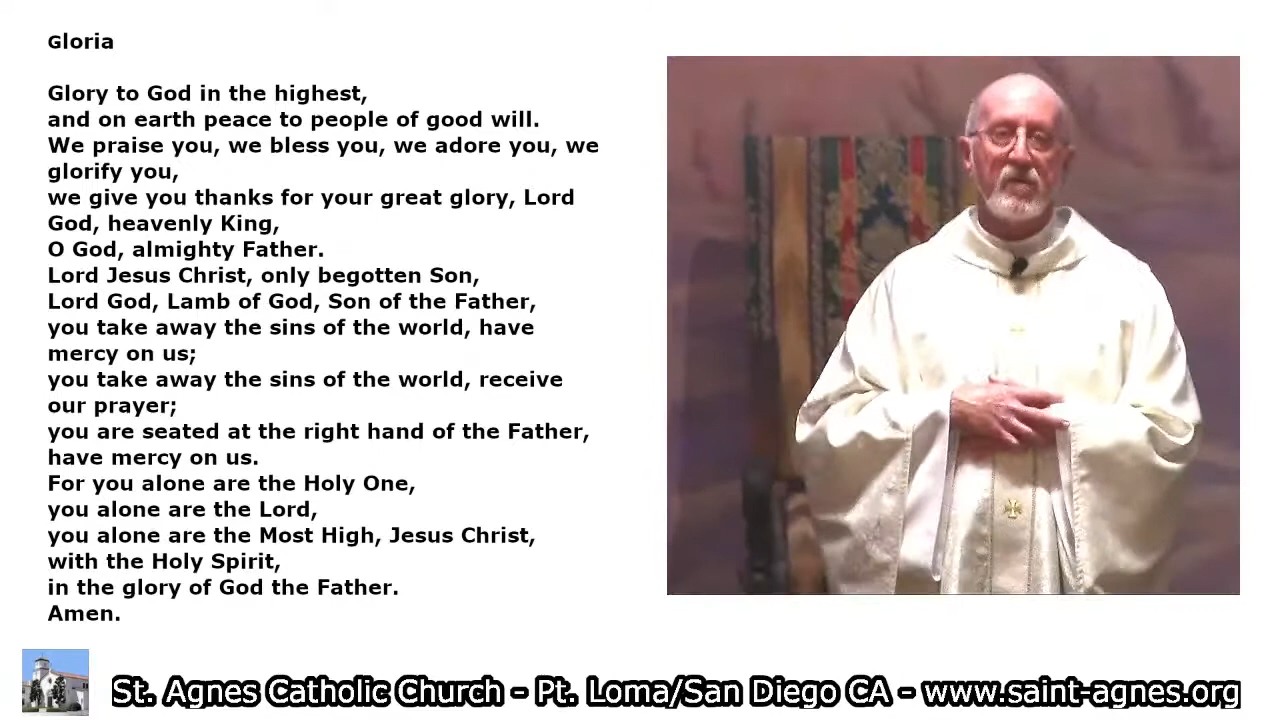 Gloria
Glory to God in the highest,
and on earth peace to people of good will.
We praise you, we bless you, we adore you, we
glorify you,
we give you thanks for your great glory, Lord
God, heavenly King,
O God, almighty Father.
Lord Jesus Christ, only begotten Son,
Lord God, Lamb of God, Son of the Father,
you take away the sins of the world, have
mercy on us;
you take away the sins of the world, receive
our prayer;
you are seated at the right hand of the Father,
have mercy on us.
For you alone are the Holy One,
you alone are the Lord,
you alone are the Most High, Jesus Christ,
with the Holy Spirit,
in the glory of God the Father.
Amen.
St. Agnes Catholic Church - Pt. Loma/San Diego CA - www.saint-agnes.org